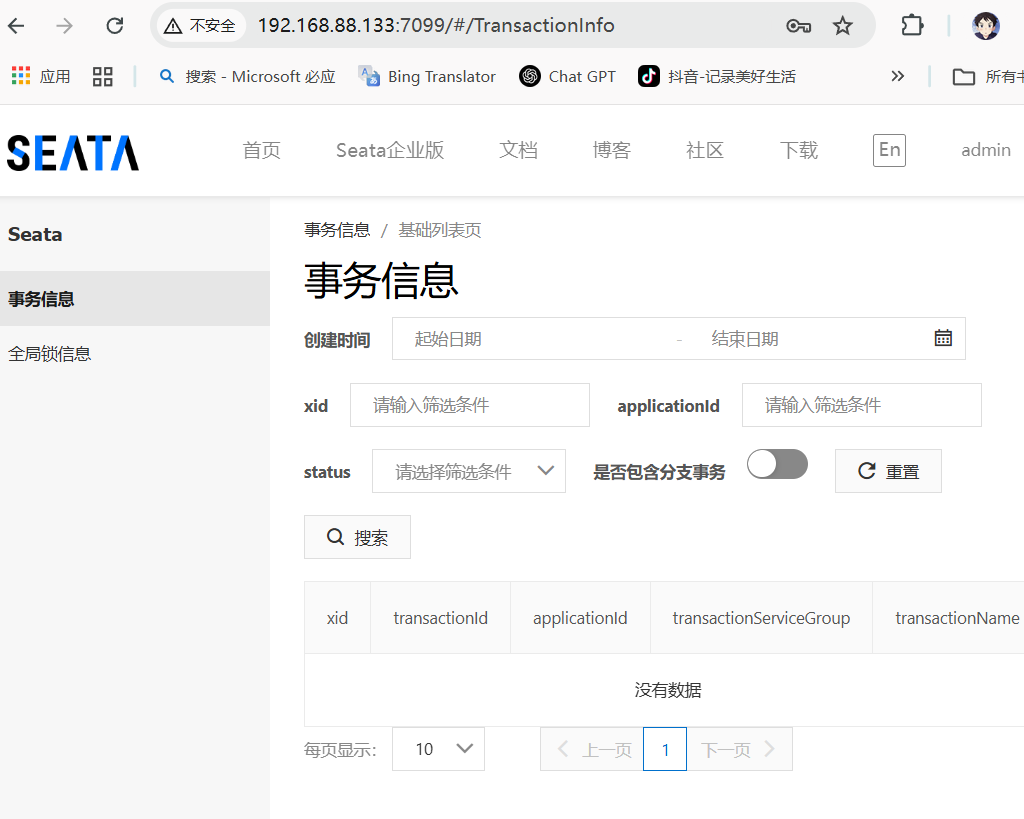 不安全 192.168.88.133:7099/#/TransactionInfo
应用 搜索 - Microsoft 必应 Bing Translator Chat GPT 抖音-记录美好生活 所有书
SEATA 首页 Seata企业版 文档 博客 社区 下载 En admin
Seata
事务信息
全局锁信息
事务信息 / 基础列表页
事务信息
创建时间 起始日期 - 结束日期
xid 请输入筛选条件 applicationId 请输入筛选条件
status 请选择筛选条件 是否包含分支事务 重置
搜索
xid transactionId applicationId transactionServiceGroup transactionName
没有数据
每页显示: 10 上一页 1 下一页